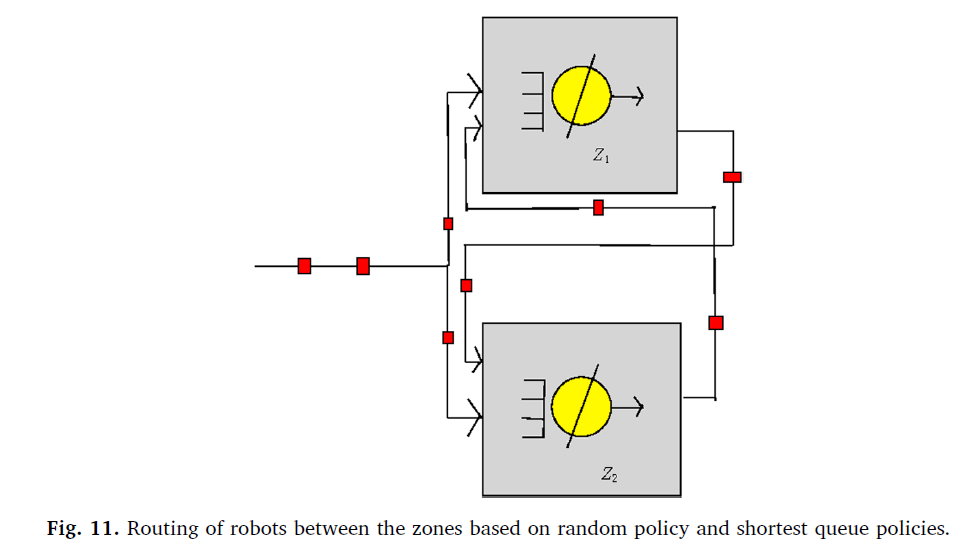 Z₁
Z₂
Fig. 11. Routing of robots between the zones based on random policy and shortest queue policies.